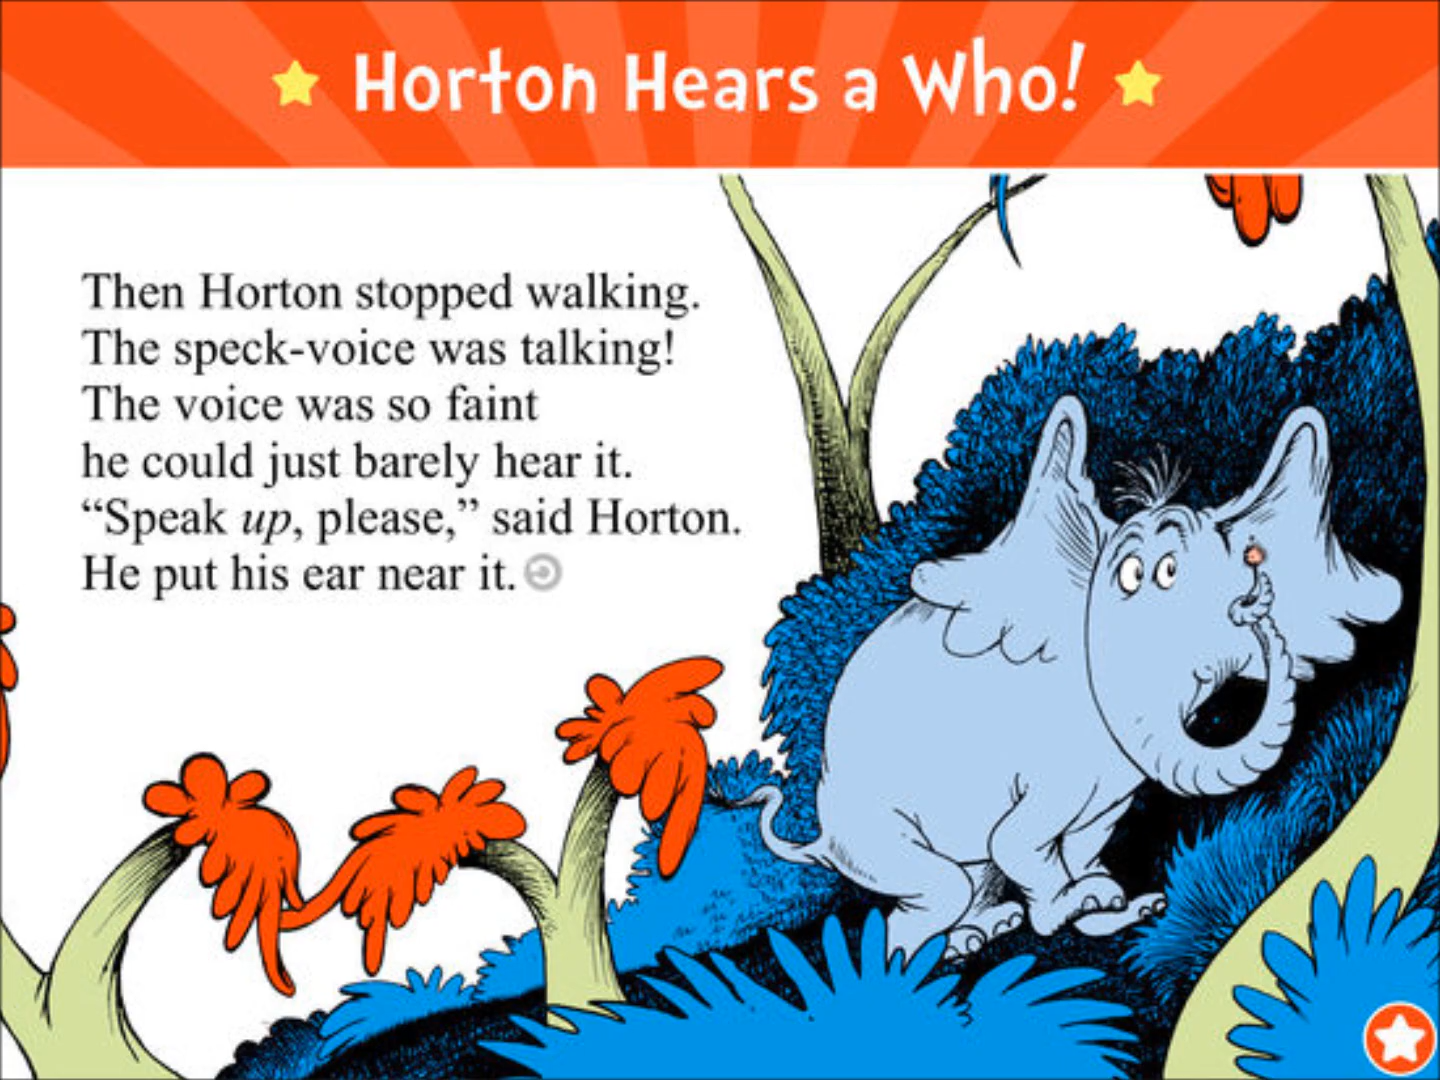 Horton Hears a Who!
Then Horton stopped walking.
The speck-voice was talking!
The voice was so faint
he could just barely hear it.
“Speak up, please,” said Horton.
He put his ear near it.